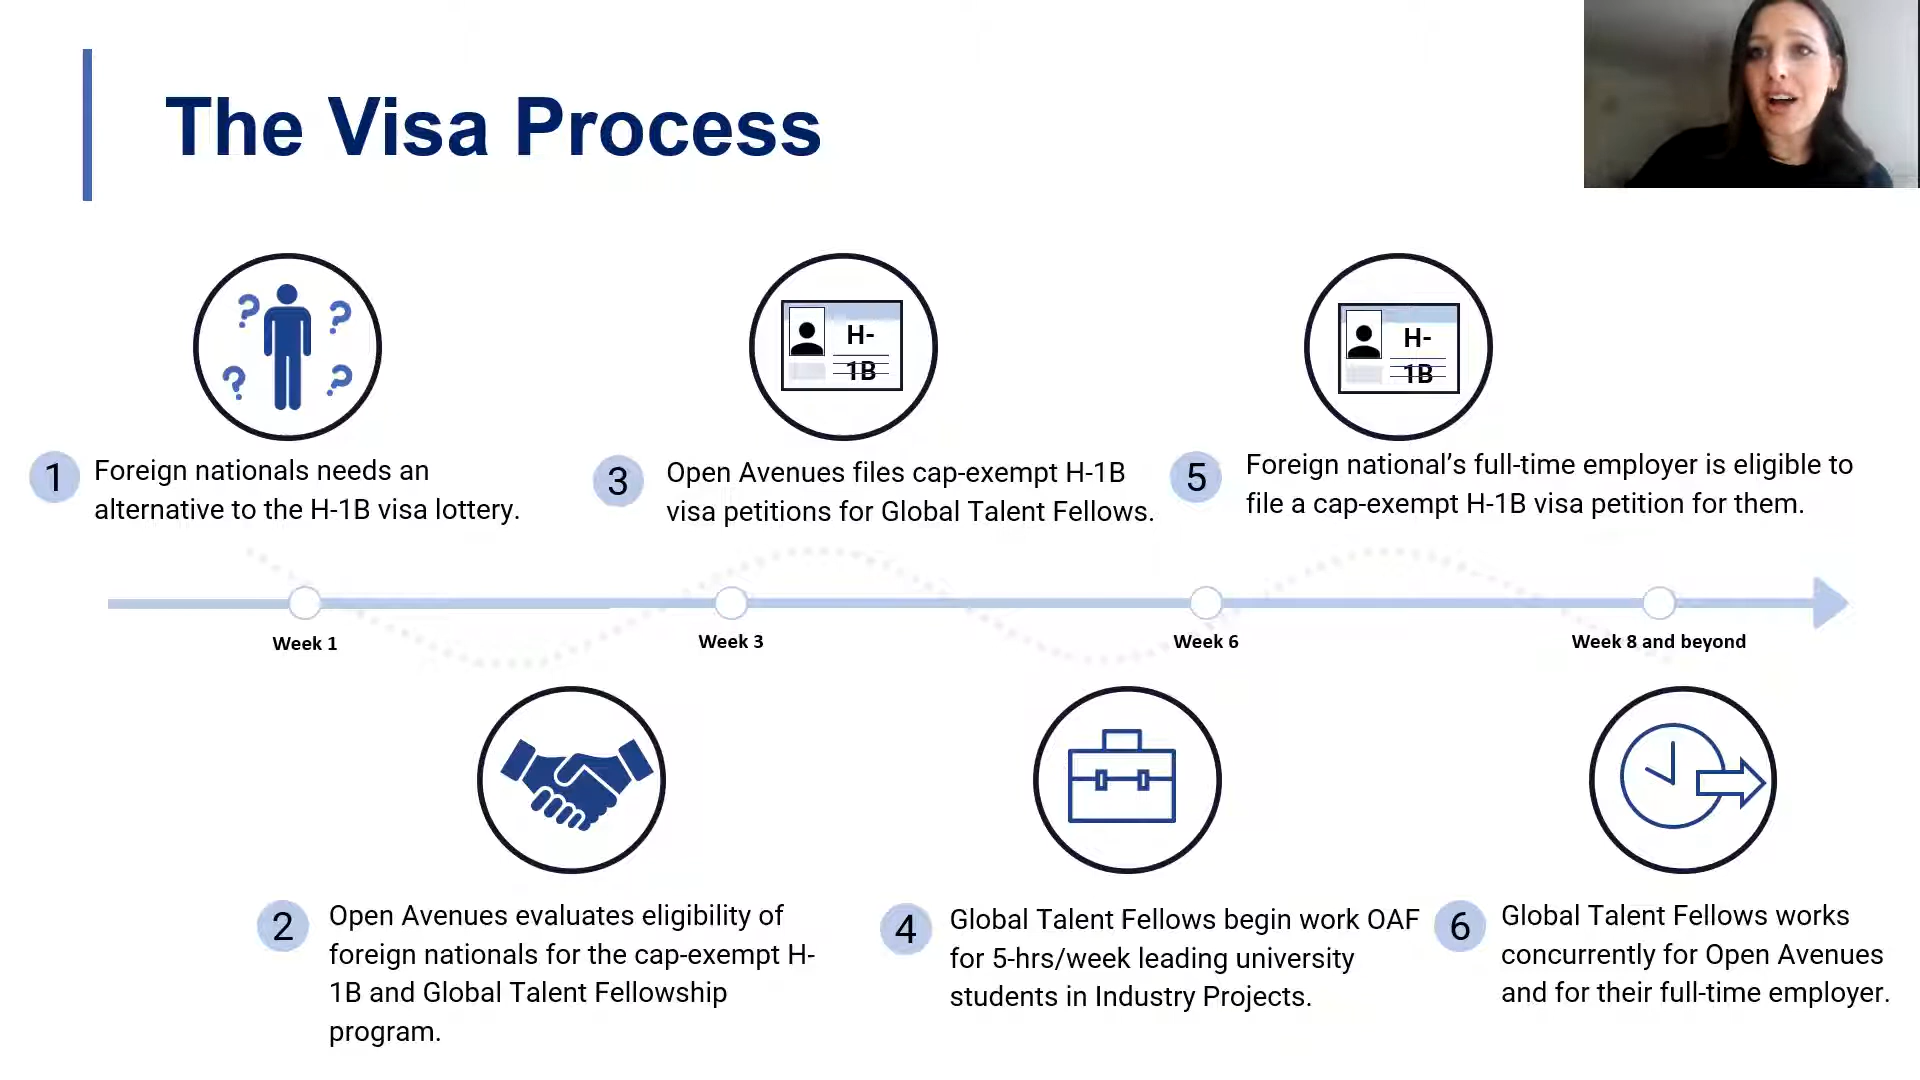 The Visa Process
H-
1B
H-
1B
1
Foreign nationals needs an
alternative to the H-1B visa lottery.
3
Open Avenues files cap-exempt H-1B
visa petitions for Global Talent Fellows.
5
Foreign national’s full-time employer is eligible to
file a cap-exempt H-1B visa petition for them.
Week 1
Week 3
Week 6
Week 8 and beyond
2
Open Avenues evaluates eligibility of
foreign nationals for the cap-exempt H-
1B and Global Talent Fellowship
program.
4
Global Talent Fellows begin work OAF
for 5-hrs/week leading university
students in Industry Projects.
6
Global Talent Fellows works
concurrently for Open Avenues
and for their full-time employer.